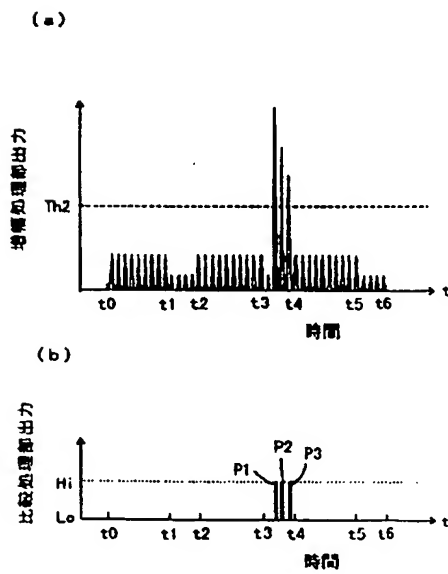 (a)
増幅処理部出力
Th2
t0 t1 t2 t3 t4 t5 t6 t
時間
(b)
比較処理部出力
P1 P2 P3
Hi
Lo
t0 t1 t2 t3 t4 t5 t6 t
時間